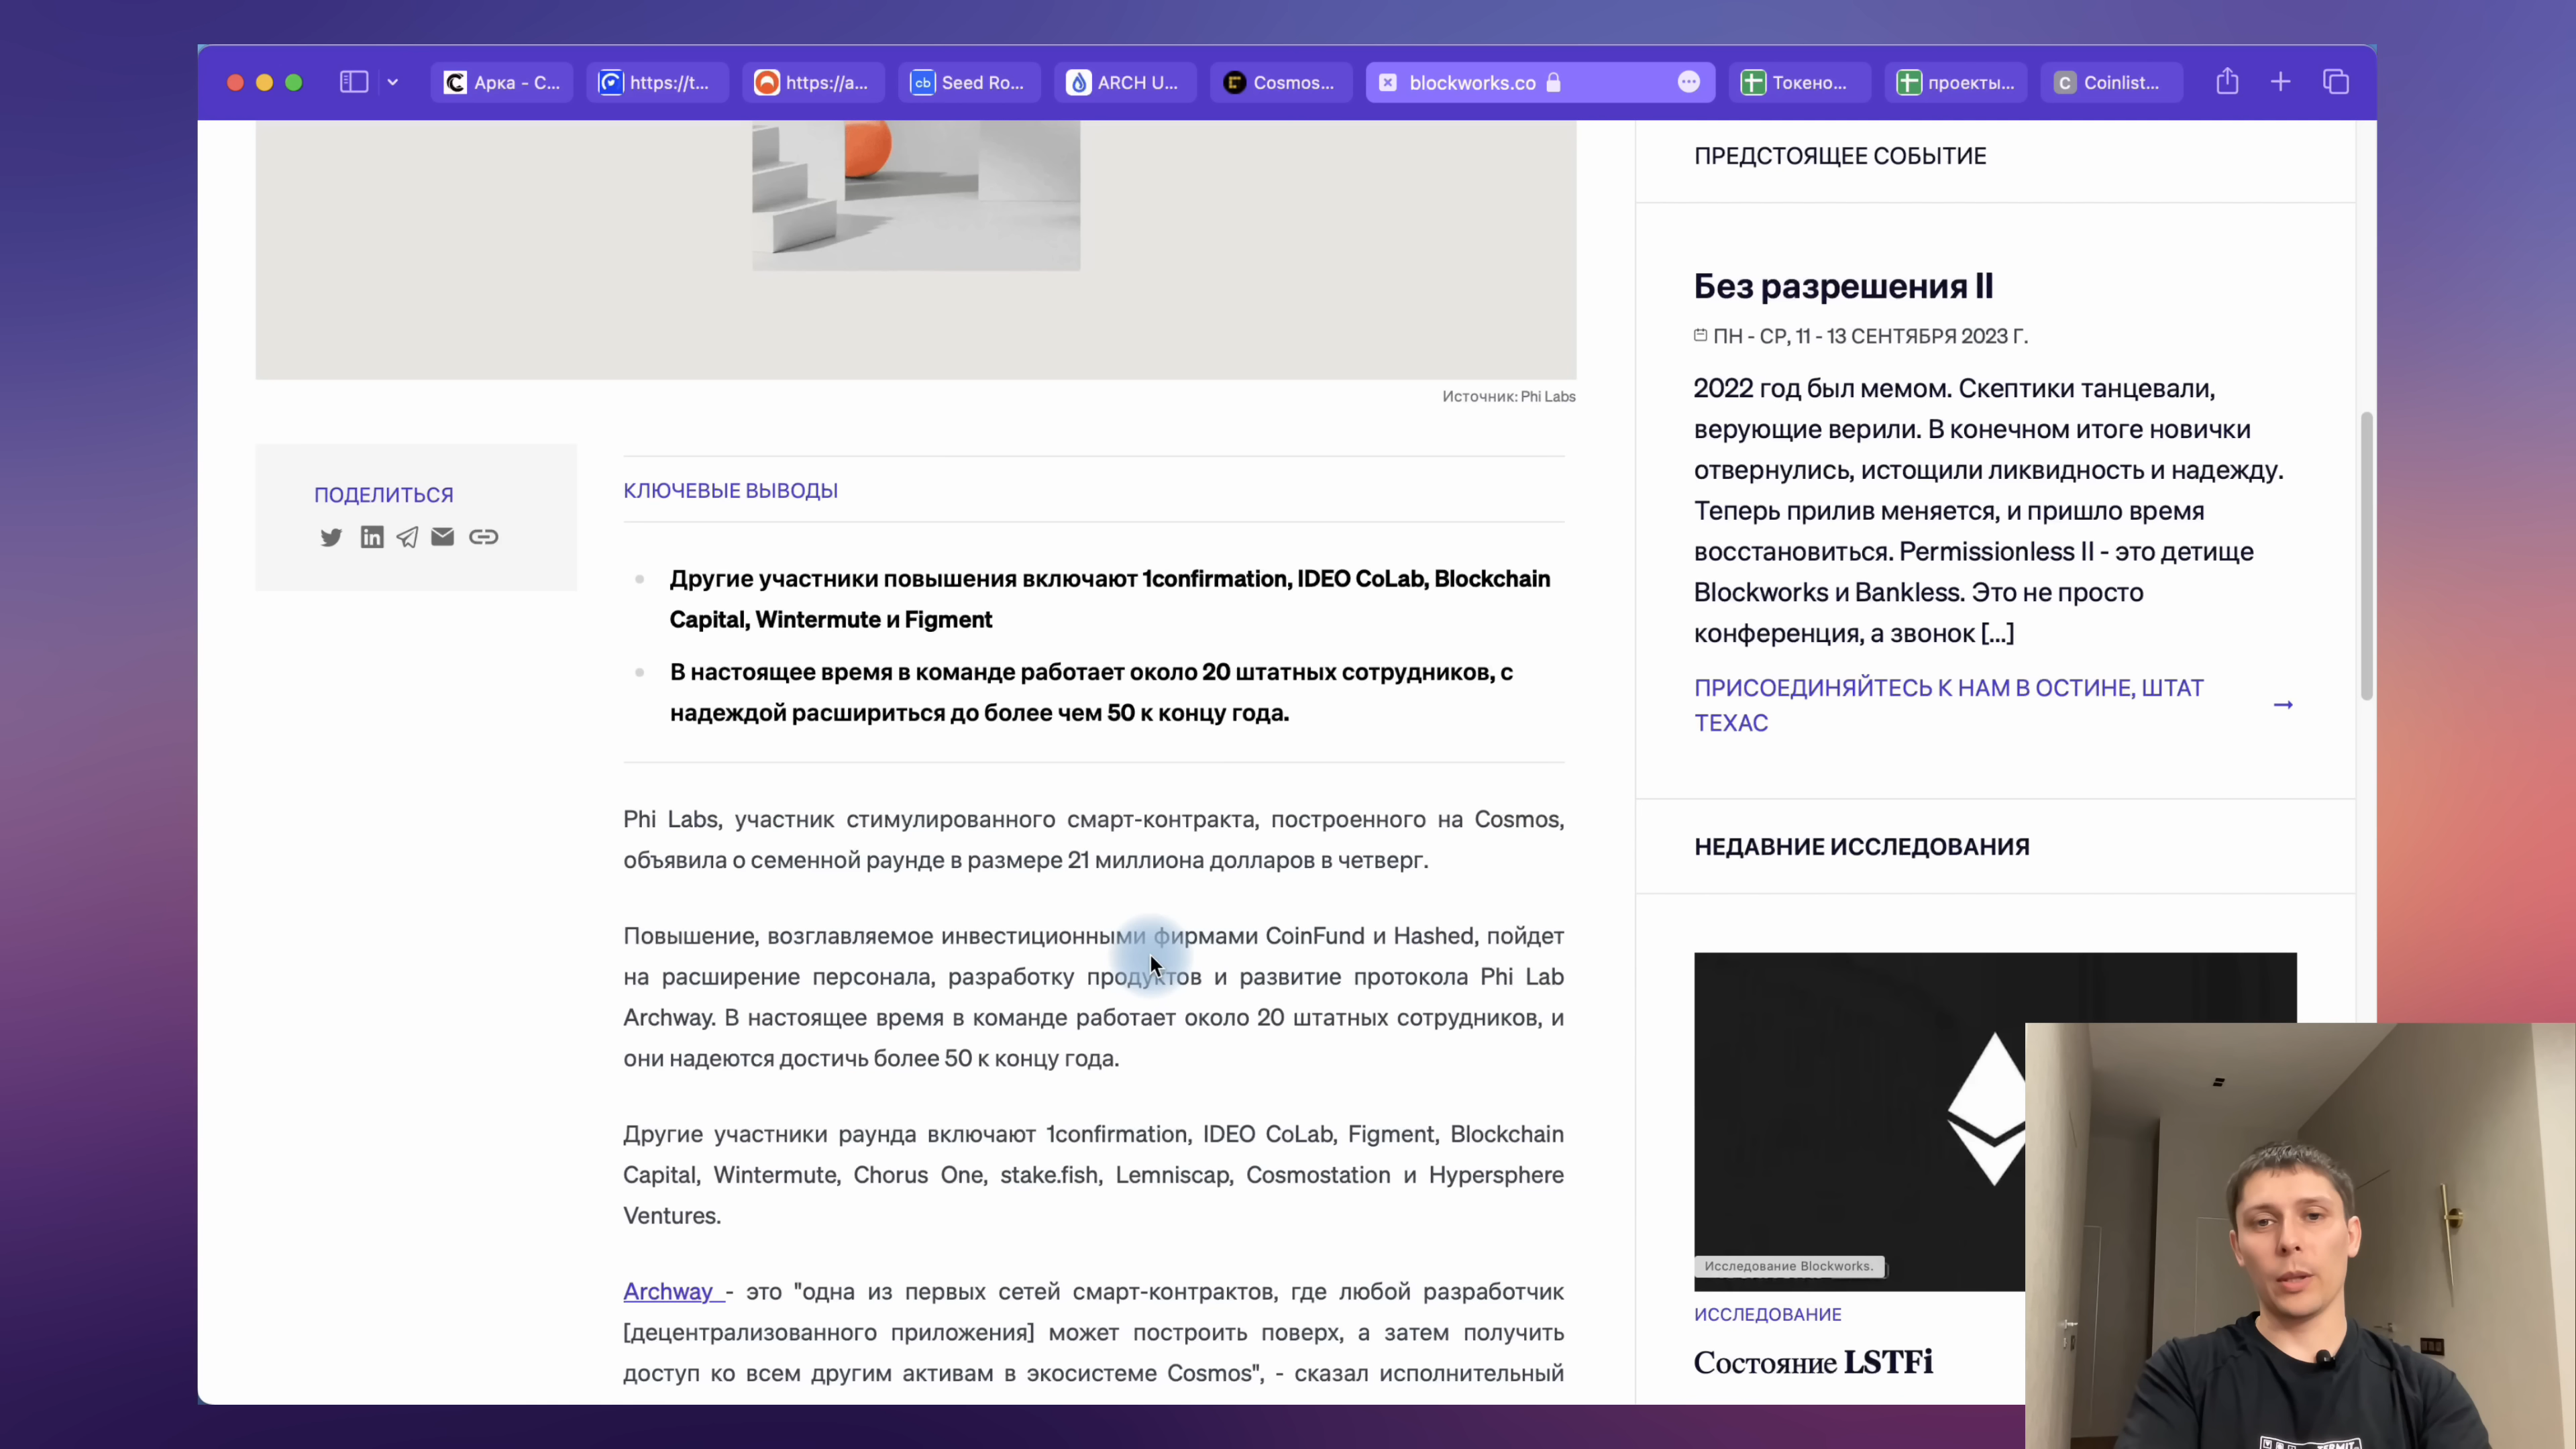 Арка - C...
https://t...
https://a...
cb Seed Ro...
ARCH U...
Cosmos...
blockworks.co
Токено...
проекты...
C Coinlist...
Источник: Phi Labs
ПОДЕЛИТЬСЯ
КЛЮЧЕВЫЕ ВЫВОДЫ
Другие участники повышения включают 1confirmation, IDEO CoLab, Blockchain
Capital, Wintermute и Figment
В настоящее время в команде работает около 20 штатных сотрудников, с
надеждой расшириться до более чем 50 к концу года.
Phi Labs, участник стимулированного смарт-контракта, построенного на Cosmos,
объявила о семенной раунде в размере 21 миллиона долларов в четверг.
Повышение, возглавляемое инвестиционными фирмами CoinFund и Hashed, пойдет
на расширение персонала, разработку продуктов и развитие протокола Phi Lab
Archway. В настоящее время в команде работает около 20 штатных сотрудников, и
они надеются достичь более 50 к концу года.
Другие участники раунда включают 1confirmation, IDEO CoLab, Figment, Blockchain
Capital, Wintermute, Chorus One, stake.fish, Lemniscap, Cosmostation и Hypersphere
Ventures.
Archway - это "одна из первых сетей смарт-контрактов, где любой разработчик
[децентрализованного приложения] может построить поверх, а затем получить
доступ ко всем другим активам в экосистеме Cosmos", - сказал исполнительный
ПРЕДСТОЯЩЕЕ СОБЫТИЕ
Без разрешения II
ПН - СР, 11 - 13 СЕНТЯБРЯ 2023 Г.
2022 год был мемом. Скептики танцевали,
верующие верили. В конечном итоге новички
отвернулись, истощили ликвидность и надежду.
Теперь прилив меняется, и пришло время
восстановиться. Permissionless II - это детище
Blockworks и Bankless. Это не просто
конференция, а звонок [...]
ПРИСОЕДИНЯЙТЕСЬ К НАМ В ОСТИНЕ, ШТАТ
ТЕХАС
НЕДАВНИЕ ИССЛЕДОВАНИЯ
Исследование Blockworks.
ИССЛЕДОВАНИЕ
Состояние LSTFi